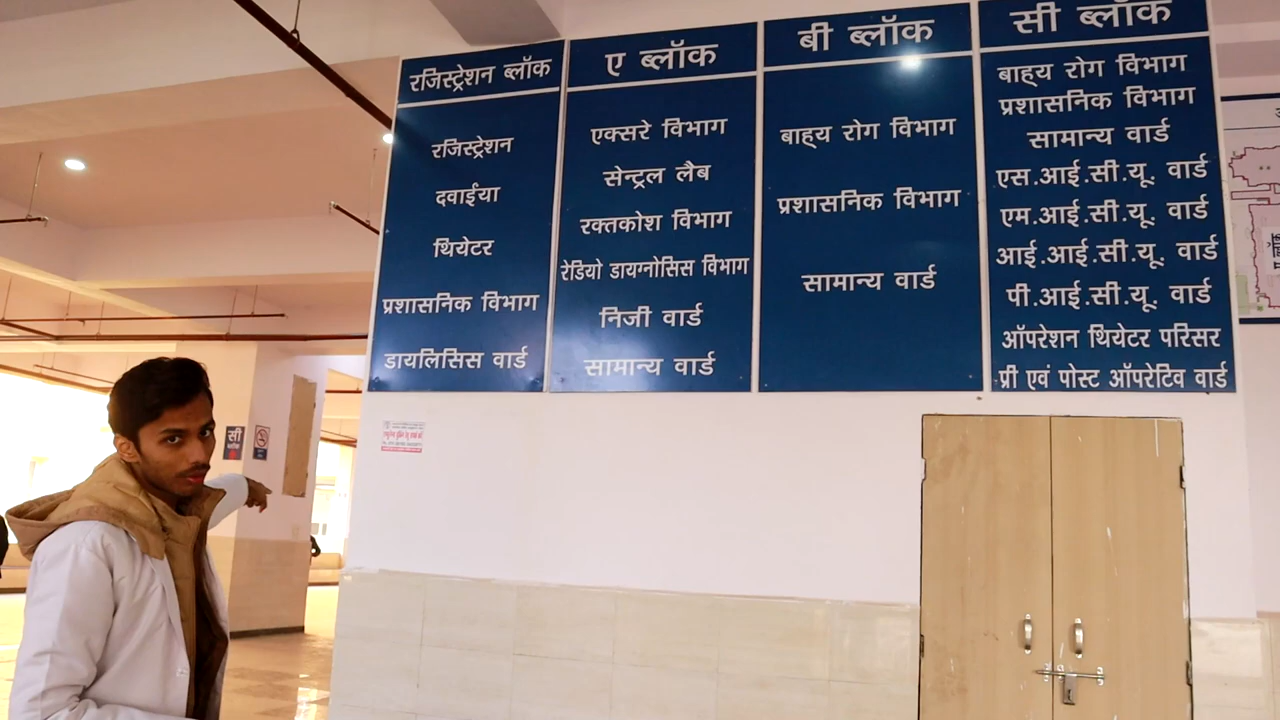 रजिस्ट्रेशन ब्लॉक
रजिस्ट्रेशन
दवाईया
थियेटर
प्रशासनिक विभाग
डायलिसिस वार्ड
ए ब्लॉक
एक्सरे विभाग
सेन्ट्रल लैब
रक्तकोश विभाग
रेडियो डायग्नोसिस विभाग
निजी वार्ड
सामान्य वार्ड
बी ब्लॉक
बाह्य रोग विभाग
प्रशासनिक विभाग
सामान्य वार्ड
सी ब्लॉक
बाह्य रोग विभाग
प्रशासनिक विभाग
सामान्य वार्ड
एस.आई.सी.यू. वार्ड
एम.आई.सी.यू. वार्ड
आई.आई.सी.यू. वार्ड
पी.आई.सी.यू. वार्ड
ऑपरेशन थियेटर परिसर
प्री एवं पोस्ट ऑपरेटिव वार्ड
सी
ब्लॉक